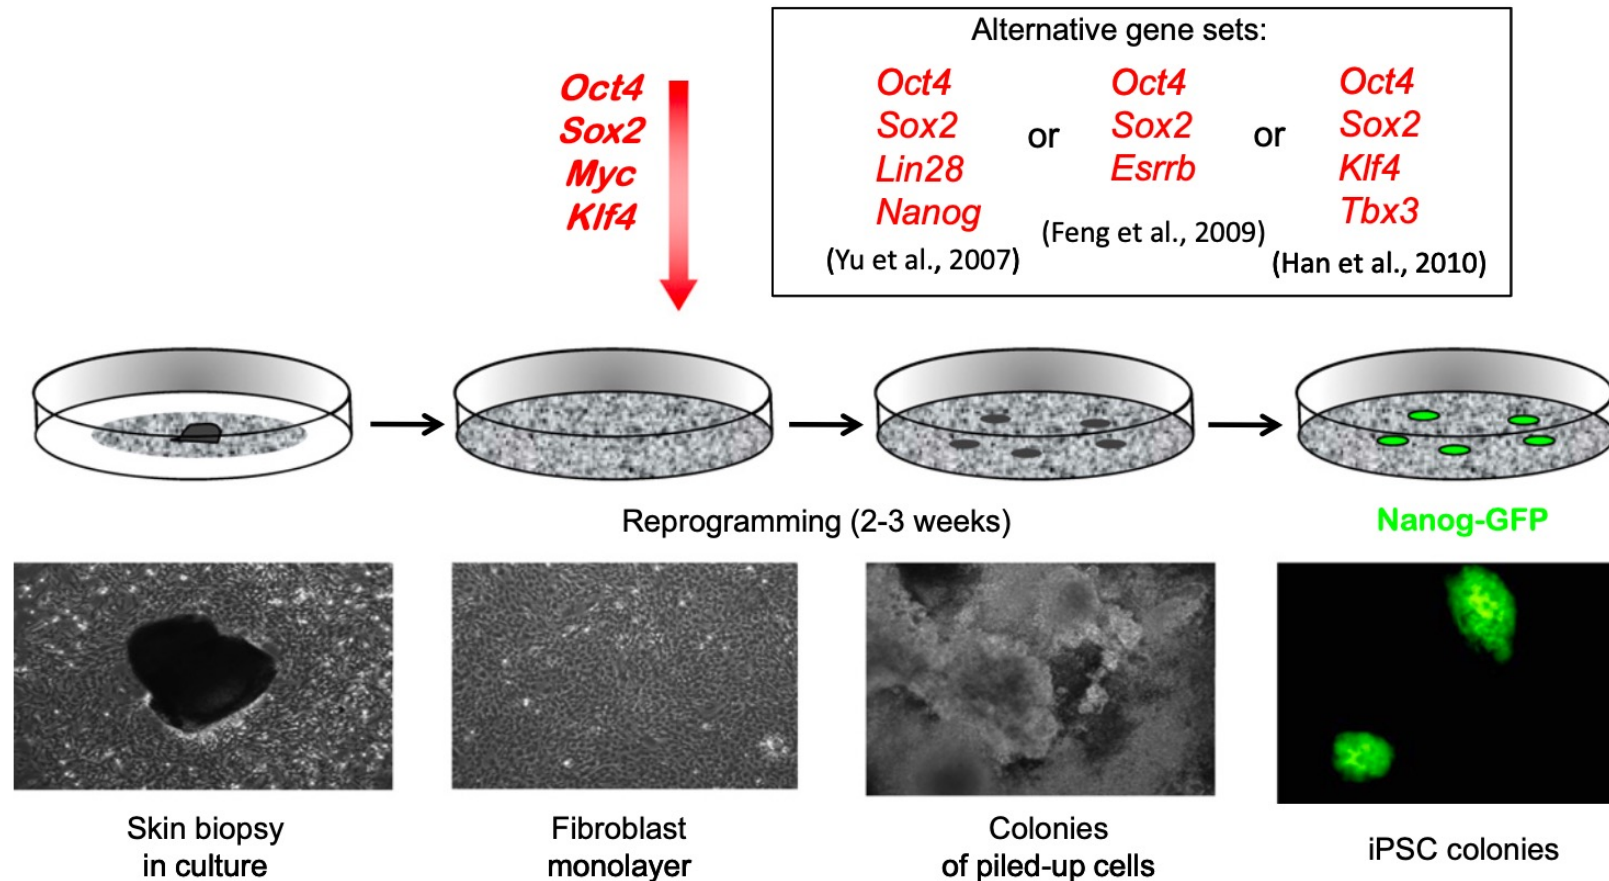 Alternative gene sets:
Oct4
Sox2
Myc
Klf4
Oct4
Sox2
Lin28
Nanog
(Yu et al., 2007)
or
Oct4
Sox2
Esrrb
(Feng et al., 2009)
or
Oct4
Sox2
Klf4
Tbx3
(Han et al., 2010)
Reprogramming (2-3 weeks)
Nanog-GFP
Skin biopsy
in culture
Fibroblast
monolayer
Colonies
of piled-up cells
iPSC colonies